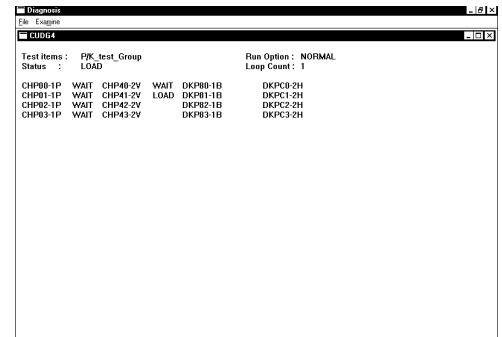 Diagnosis
File Examine
CUDG4
Test items : P/K_test_Group Run Option : NORMAL
Status : LOAD Loop Count : 1
CHP00-1P WAIT CHP40-2V WAIT DKP80-1B DKPC0-2H
CHP01-1P WAIT CHP41-2V LOAD DKP81-1B DKPC1-2H
CHP02-1P WAIT CHP42-2V DKP82-1B DKPC2-2H
CHP03-1P WAIT CHP43-2V DKP83-1B DKPC3-2H